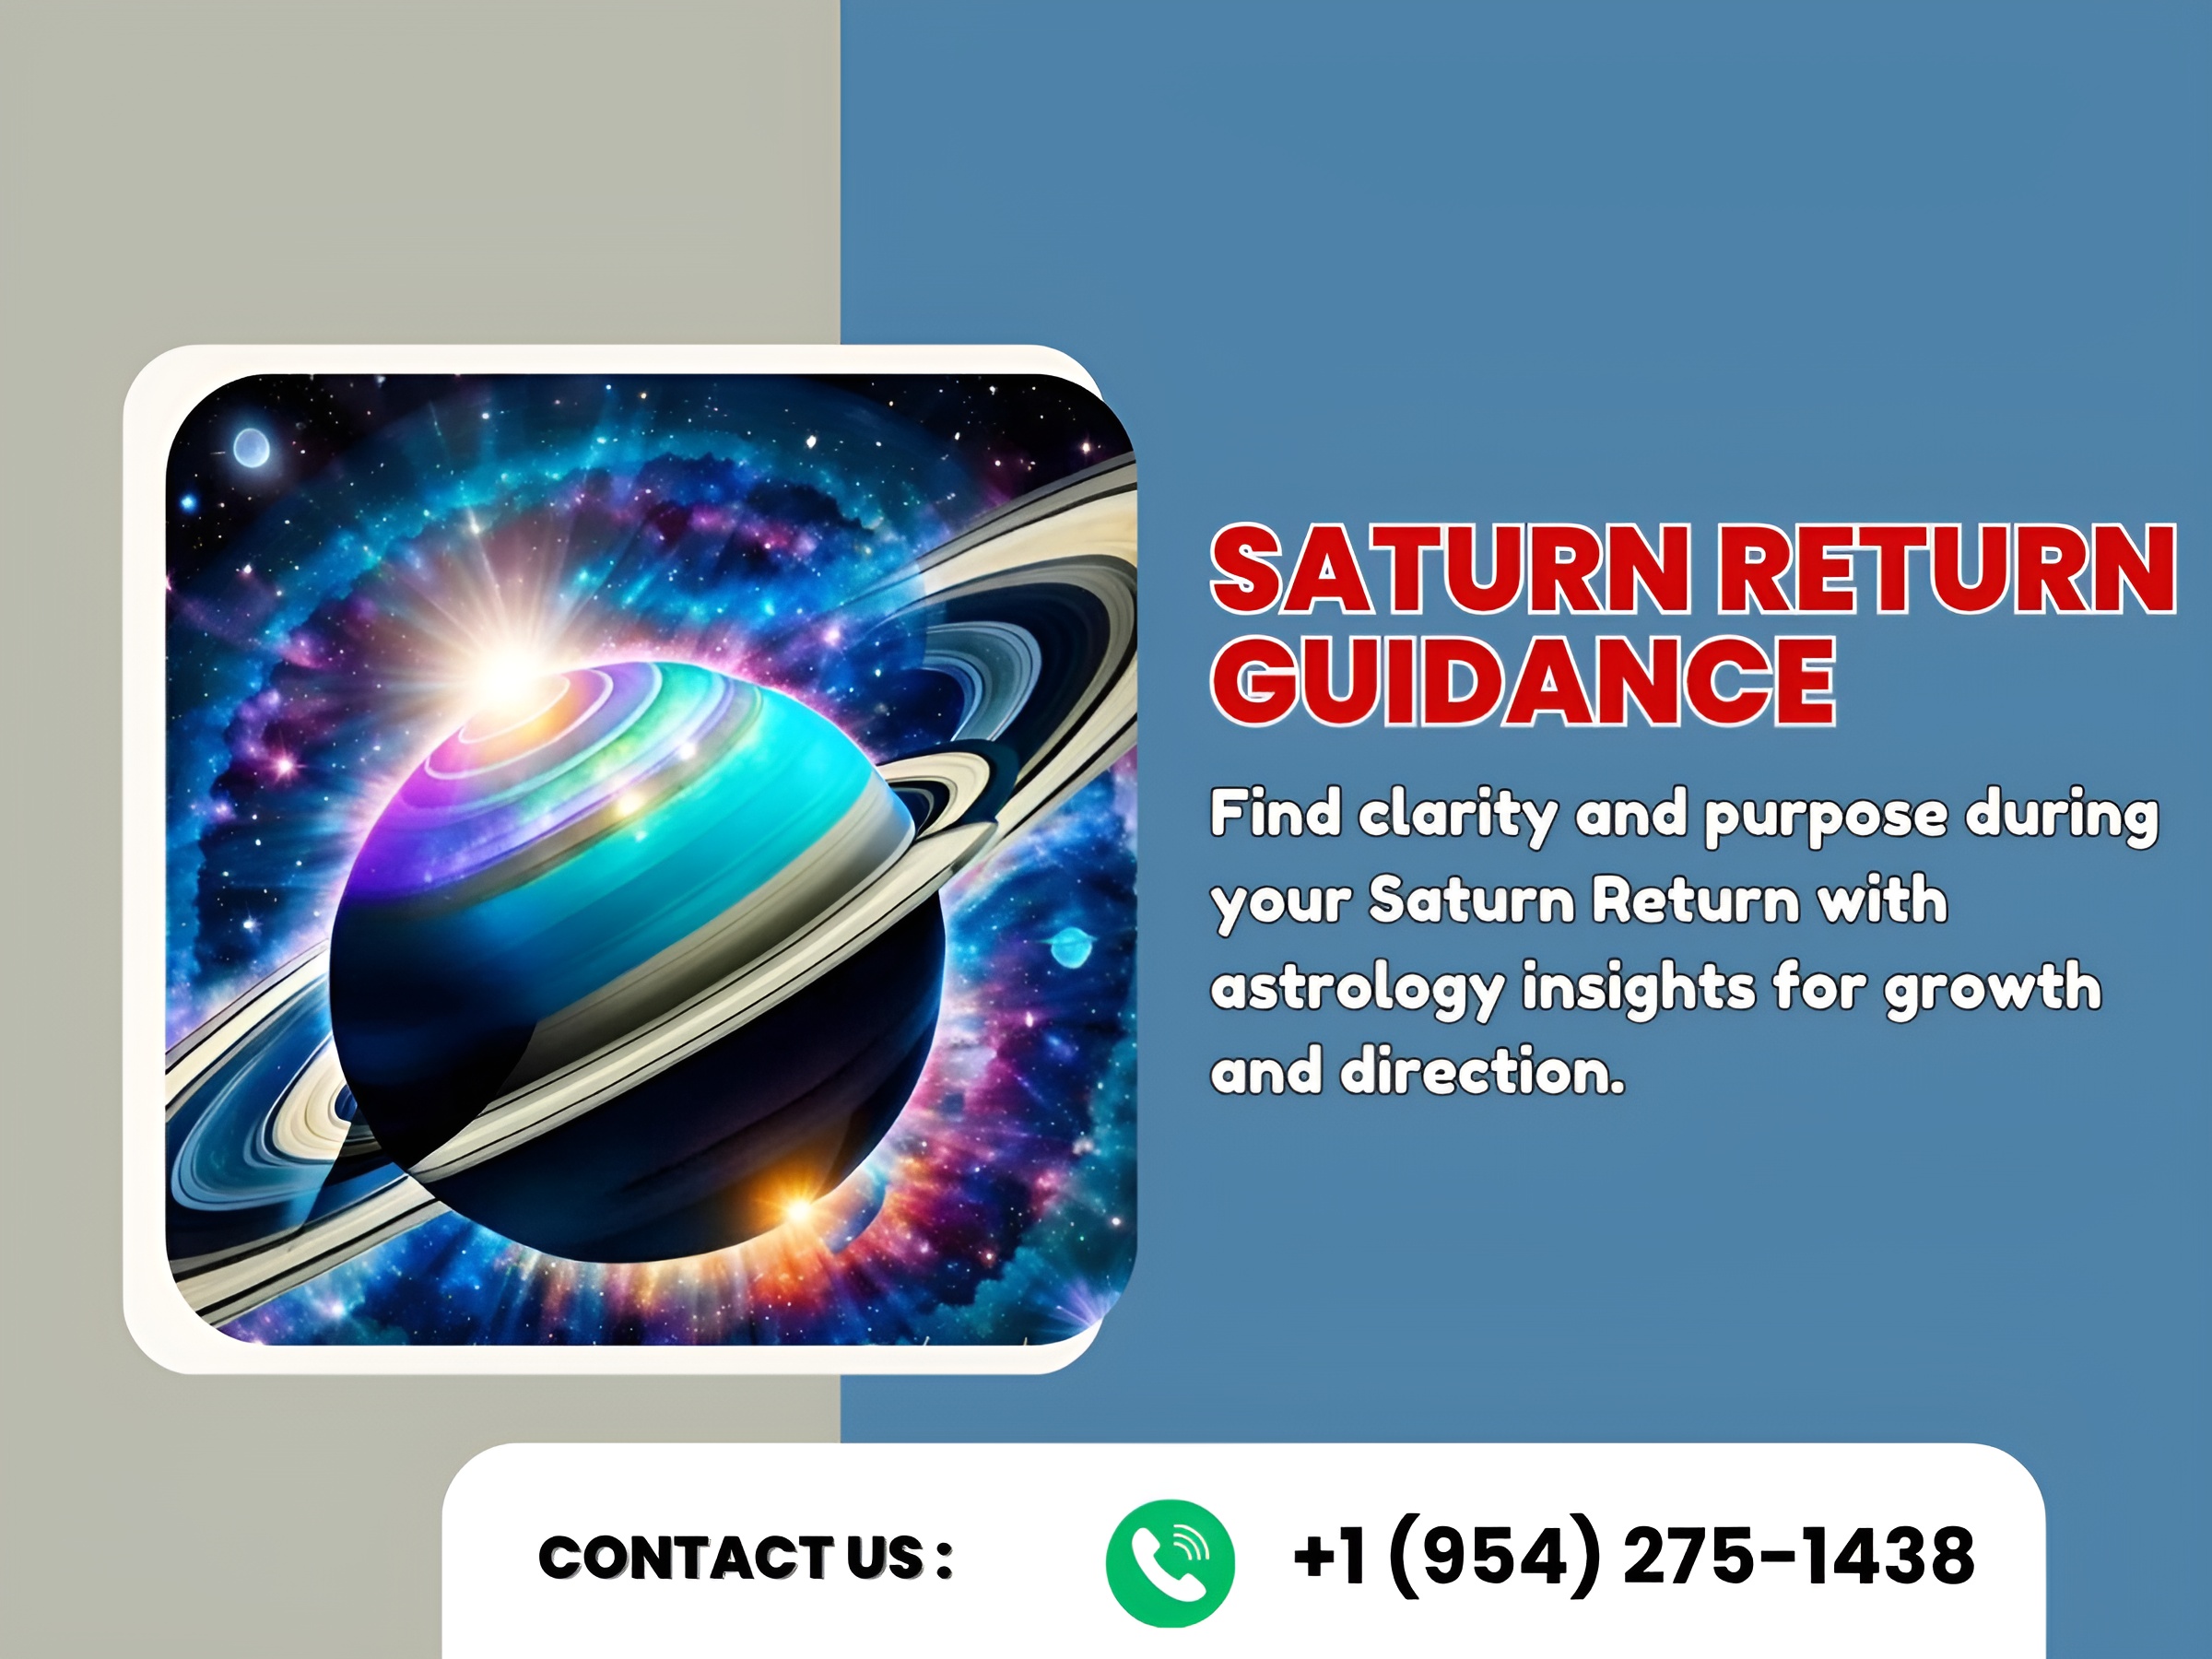 SATURN RETURN
GUIDANCE
Find clarity and purpose during
your Saturn Return with
astrology insights for growth
and direction.
CONTACT US : +1 (954) 275-1438